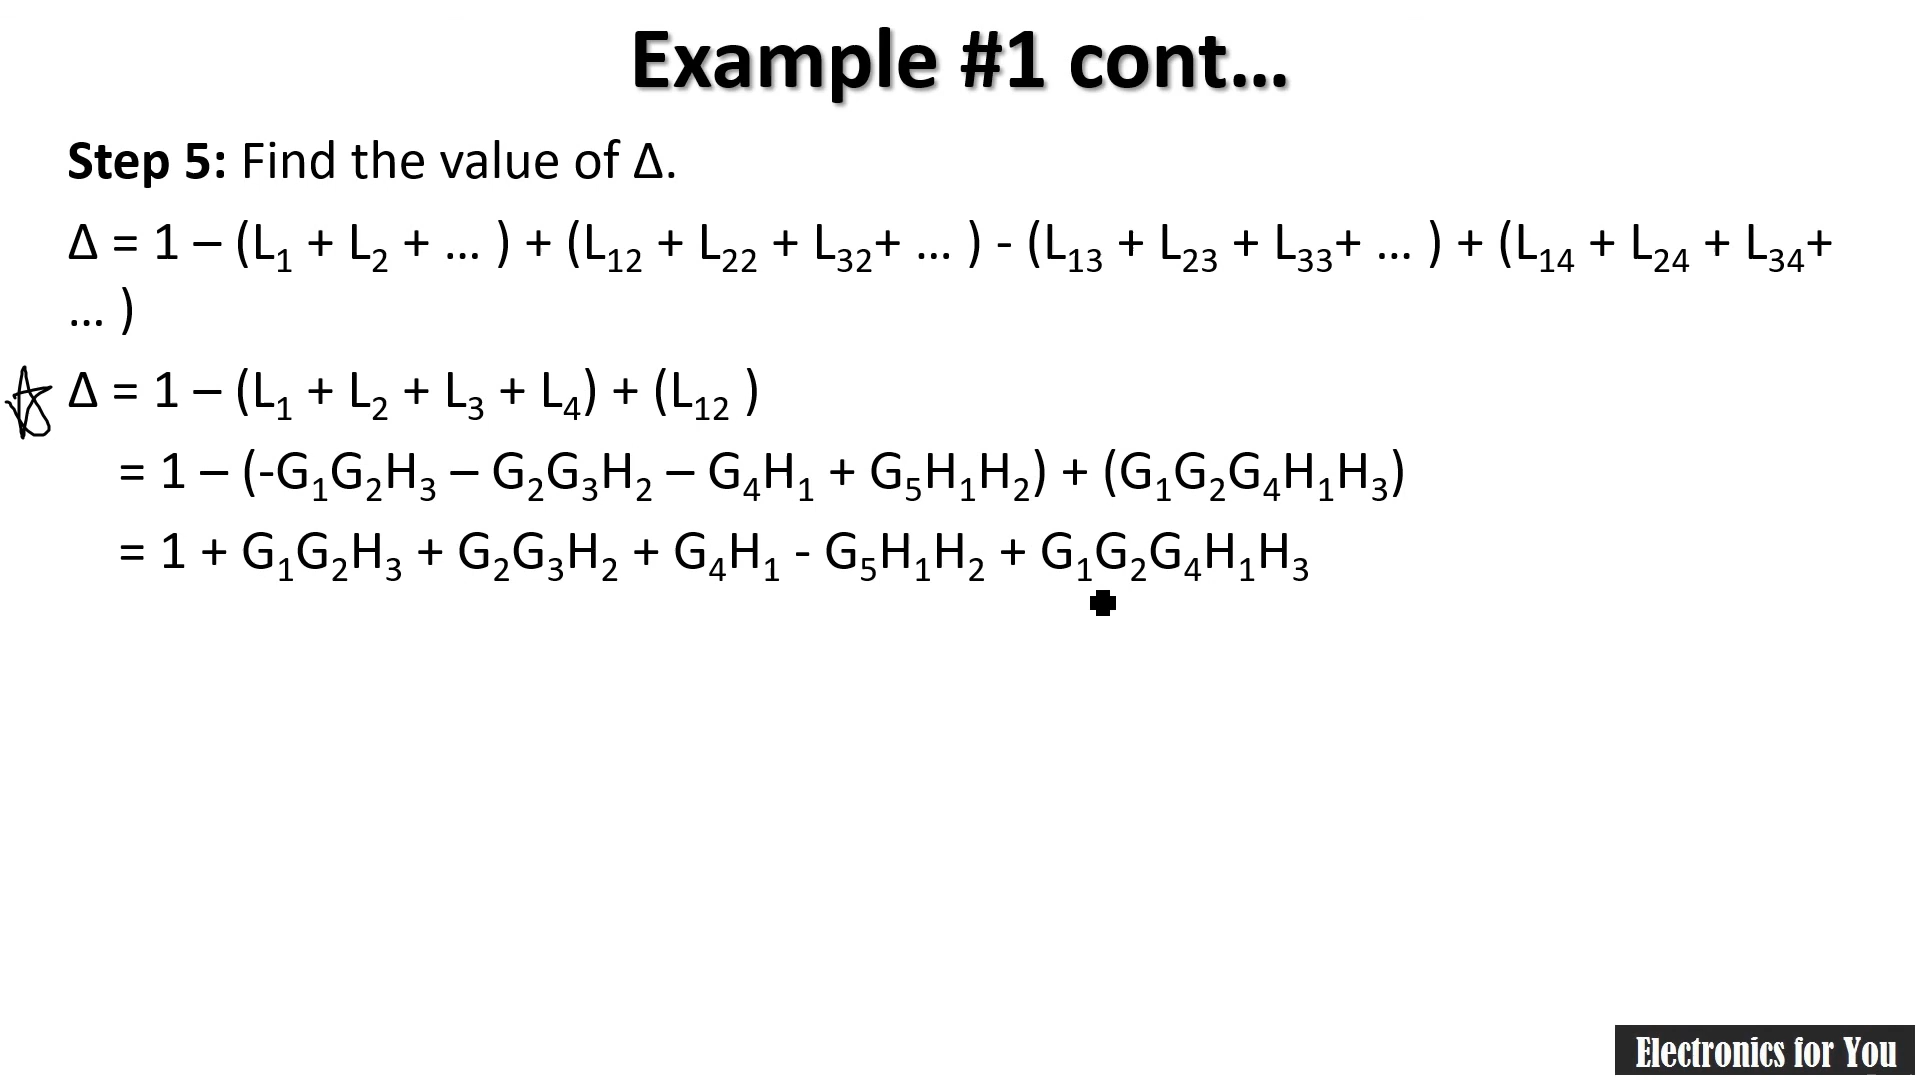 Example #1 cont...
Step 5: Find the value of Δ.
Δ = 1 – (L₁ + L₂ + ... ) + (L₁₂ + L₂₂ + L₃₂+ ... ) - (L₁₃ + L₂₃ + L₃₃+ ... ) + (L₁₄ + L₂₄ + L₃₄+
... )
Δ = 1 – (L₁ + L₂ + L₃ + L₄) + (L₁₂ )
= 1 – (-G₁G₂H₃ – G₂G₃H₂ – G₄H₁ + G₅H₁H₂) + (G₁G₂G₄H₁H₃)
= 1 + G₁G₂H₃ + G₂G₃H₂ + G₄H₁ - G₅H₁H₂ + G₁G₂G₄H₁H₃
Electronics for You